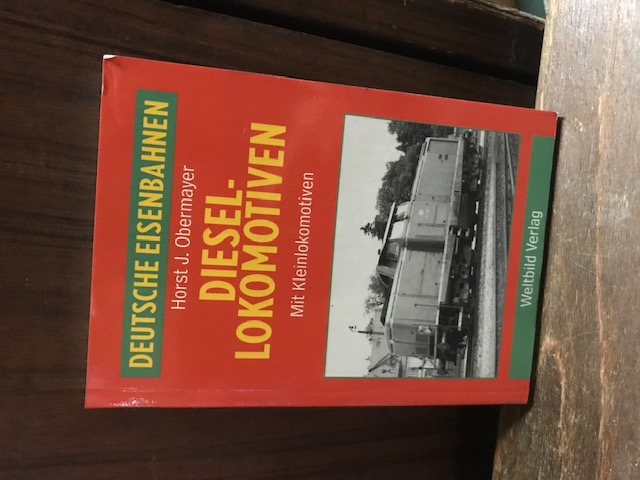 DEUTSCHE EISENBAHNEN
Horst J. Obermayer
DIESEL-
LOKOMOTIVEN
Mit Kleinlokomotiven
Weltbild Verlag